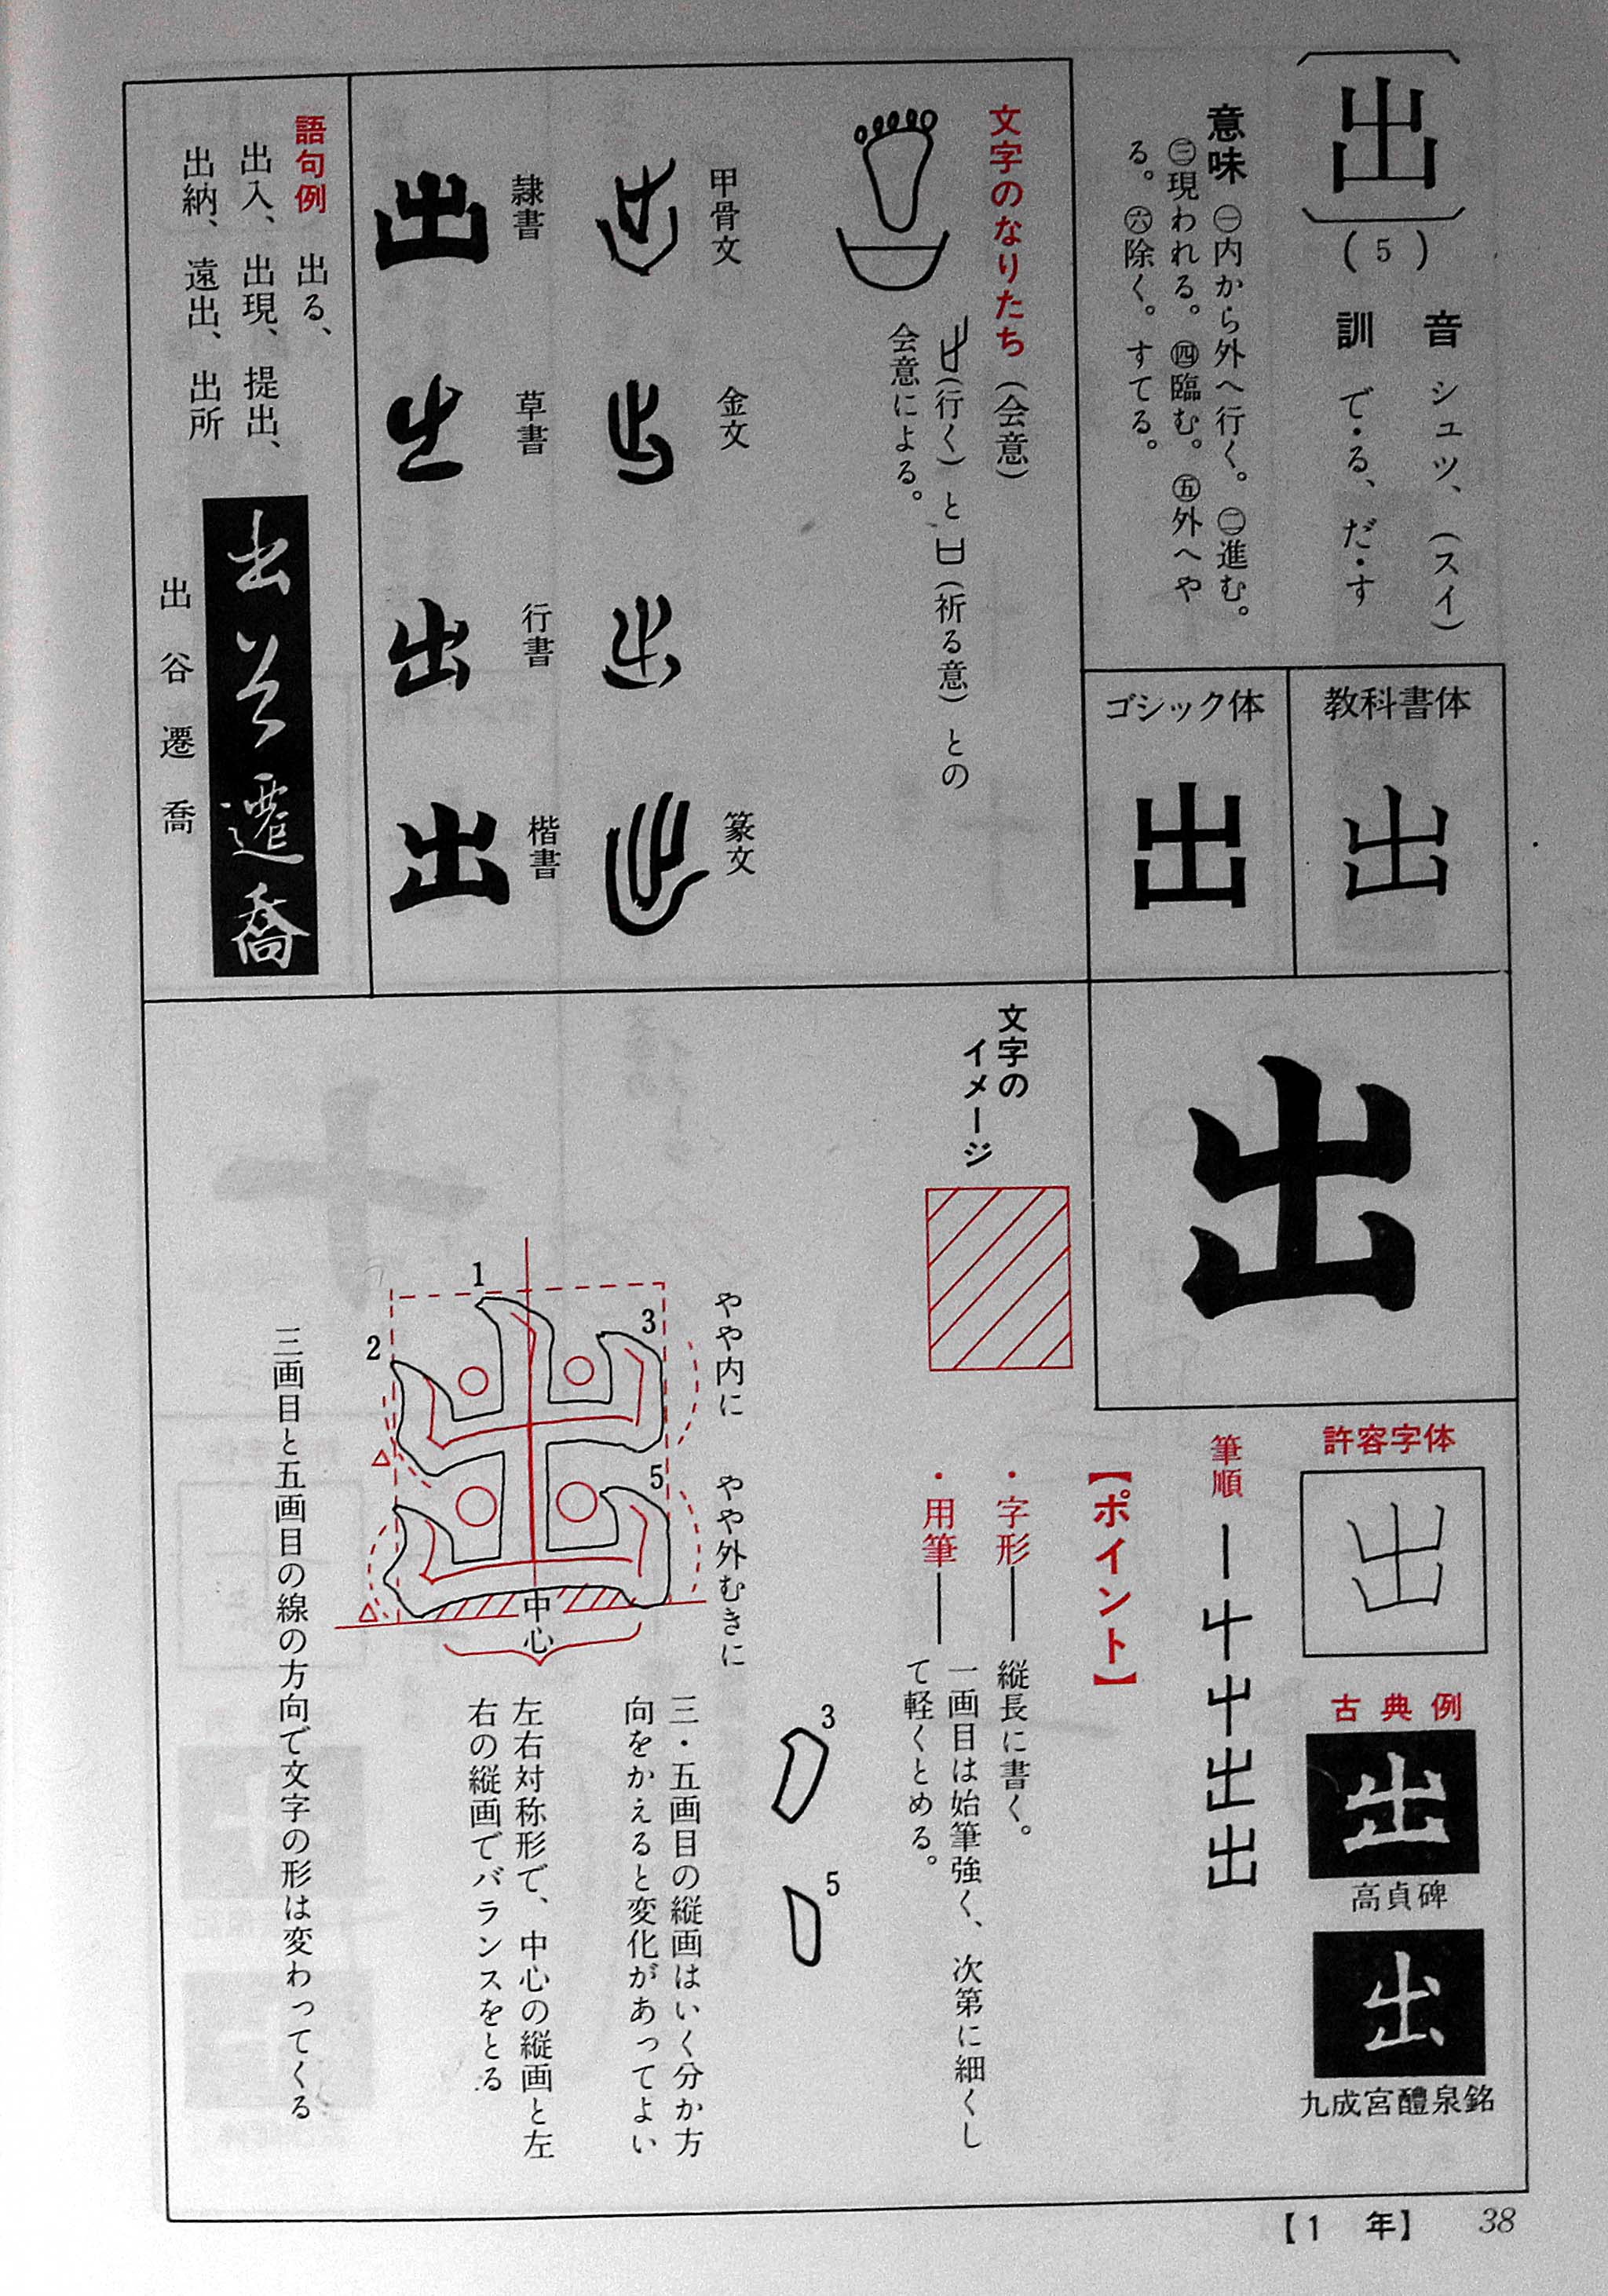 出
(5)
音 シュツ、(スイ)
訓 で・る、だ・す
意味 ㊀内から外へ行く。㊁進む。
㊂現われる。㊃臨む。㊄外へや
る。㊅除く。すてる。
教科書体
出
ゴシック体
出
文字のなりたち(会意)
(行く)と
(祈る意)との
会意による。
甲骨文
金文
篆文
隷書
出
草書
出
行書
出
楷書
出
語句例 出る、
出入、出現、提出、
出納、遠出、出所
出谷遷喬
出谷遷喬
出
許容字体
出
古典例
出
高貞碑
出
九成宮醴泉銘
筆順
出
【ポイント】
・字形――縦長に書く。
・用筆――一画目は始筆強く、次第に細くし
て軽くとめる。
文字の
イメージ
3
5
やや内に やや外むきに
1
2
3
5
中心
三・五画目の縦画はいく分か方
向をかえると変化があってよい
左右対称形で、中心の縦画と左
右の縦画でバランスをとる
三画目と五画目の線の方向で文字の形は変わってくる
【1 年】 38